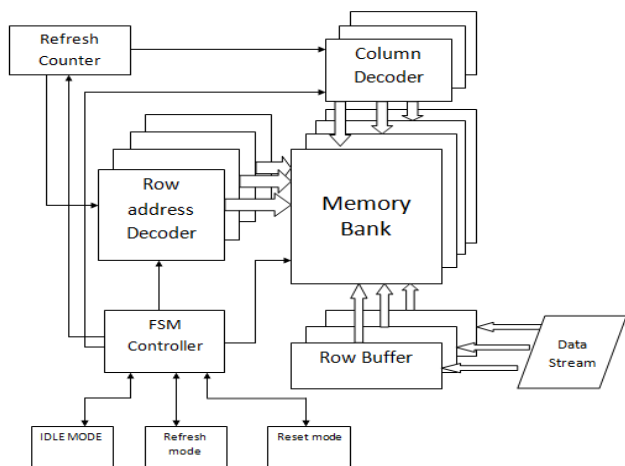 Refresh
Counter
Column
Decoder
Row
address
Decoder
Memory
Bank
FSM
Controller
Row Buffer
Data
Stream
IDLE MODE
Refresh
mode
Reset mode